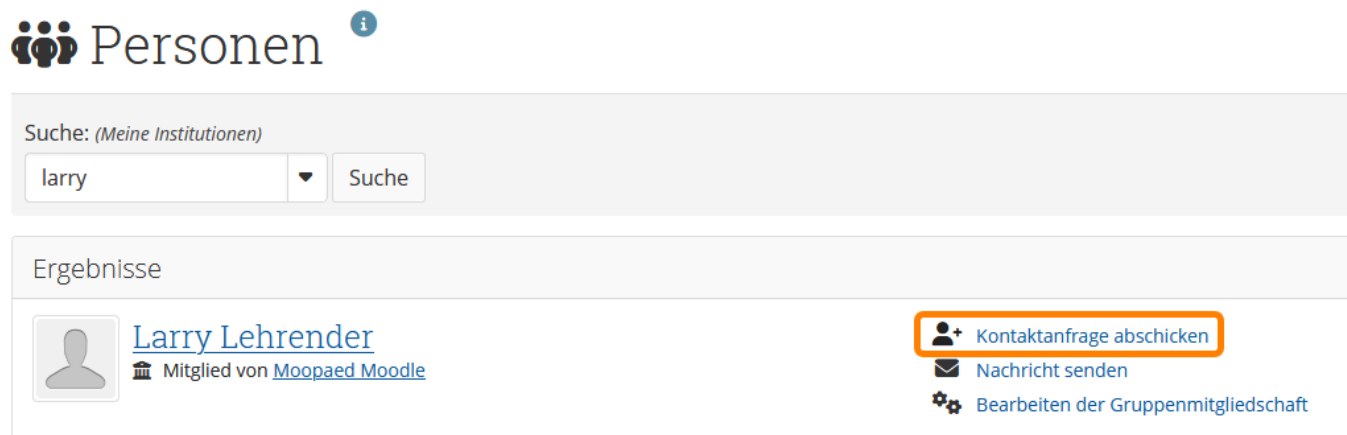 Personen
Suche: (Meine Institutionen)
larry
Suche
Ergebnisse
Larry Lehrender
Mitglied von Moopaed Moodle
Kontaktanfrage abschicken
Nachricht senden
Bearbeiten der Gruppenmitgliedschaft